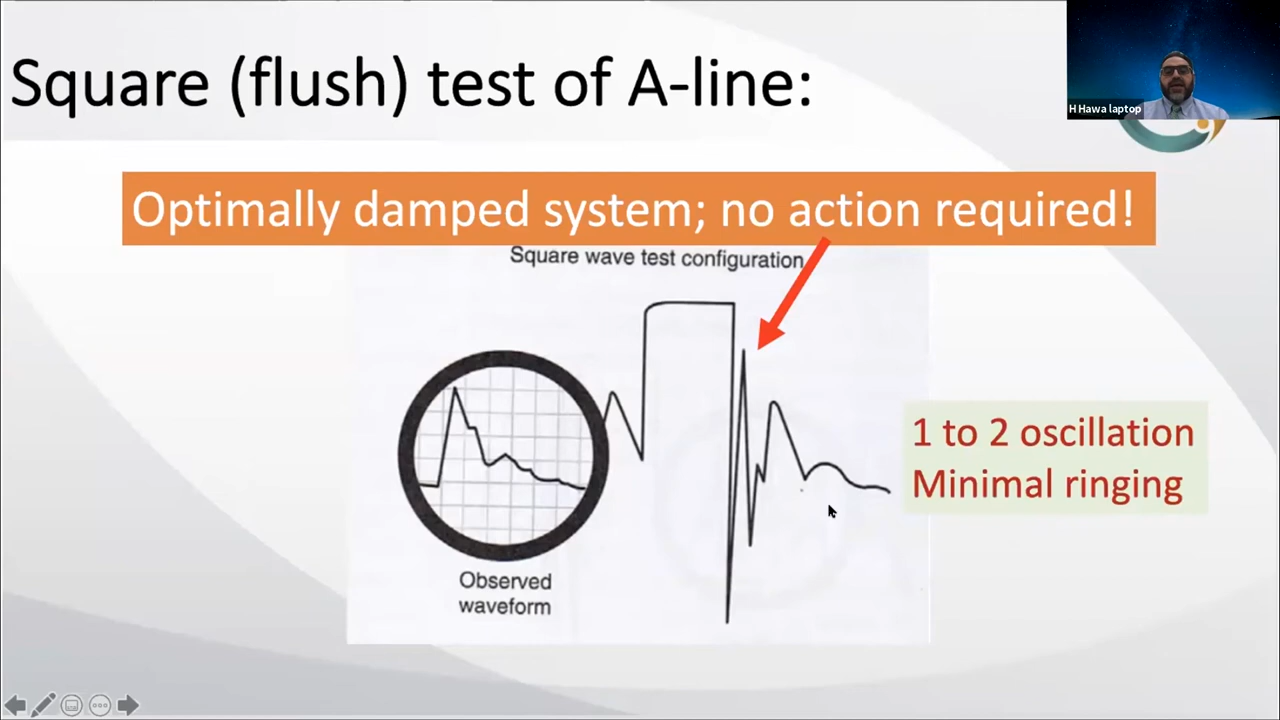 Square (flush) test of A-line:
H Hawa laptop
Optimally damped system; no action required!
Square wave test configuration
1 to 2 oscillation
Minimal ringing
Observed
waveform